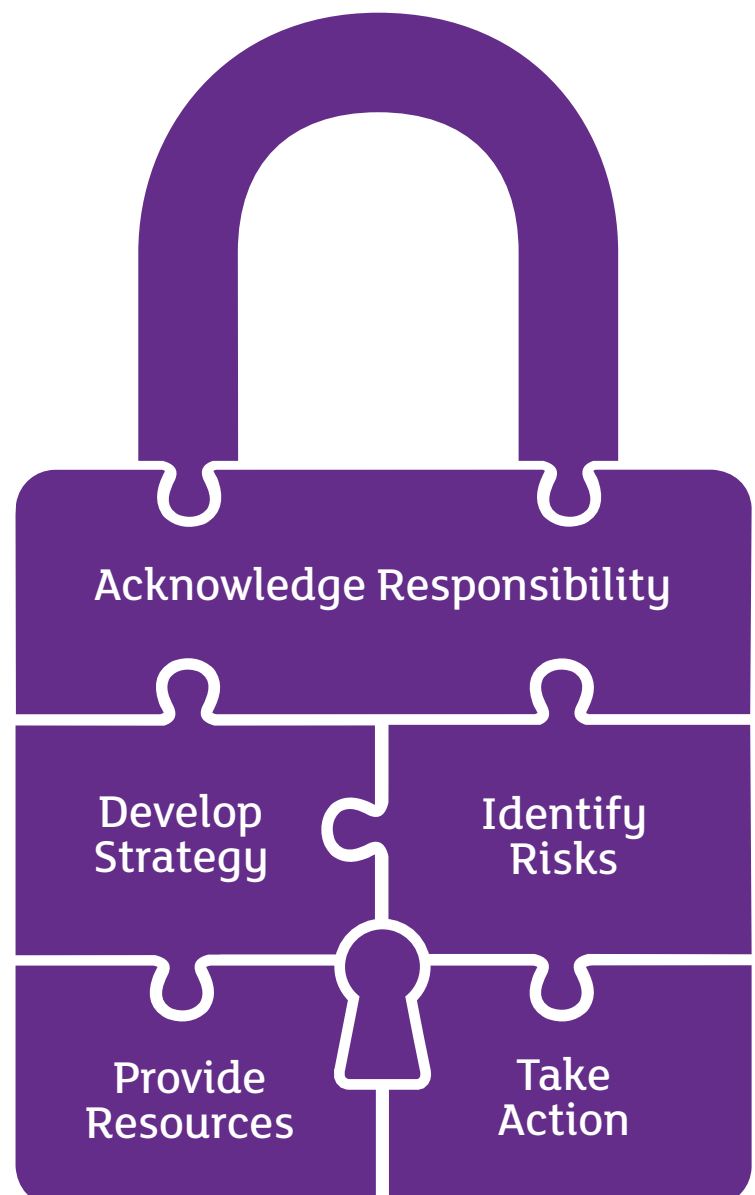 Acknowledge Responsibility
Develop
Strategy
Identify
Risks
Provide
Resources
Take
Action